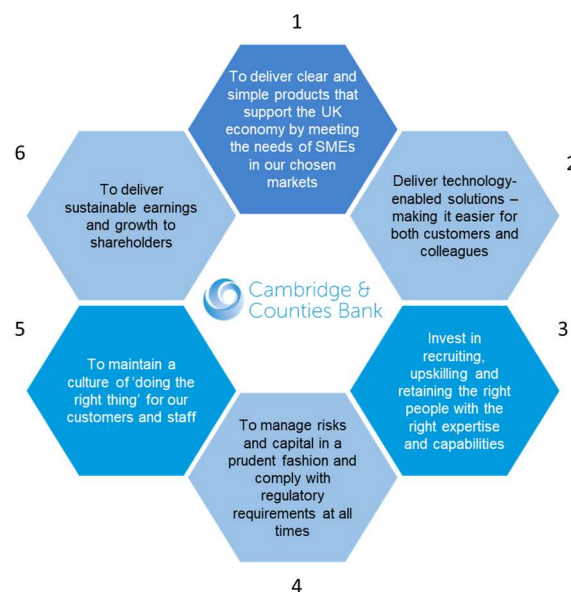 1
To deliver clear and
simple products that
support the UK
economy by meeting
the needs of SMEs
in our chosen
markets
2
Deliver technology-
enabled solutions –
making it easier for
both customers and
colleagues
3
Invest in
recruiting,
upskilling and
retaining the right
people with the
right expertise
and capabilities
4
To manage risks
and capital in a
prudent fashion and
comply with
regulatory
requirements at all
times
5
To maintain a
culture of ‘doing the
right thing’ for our
customers and staff
6
To deliver
sustainable earnings
and growth to
shareholders
Cambridge &
Counties Bank